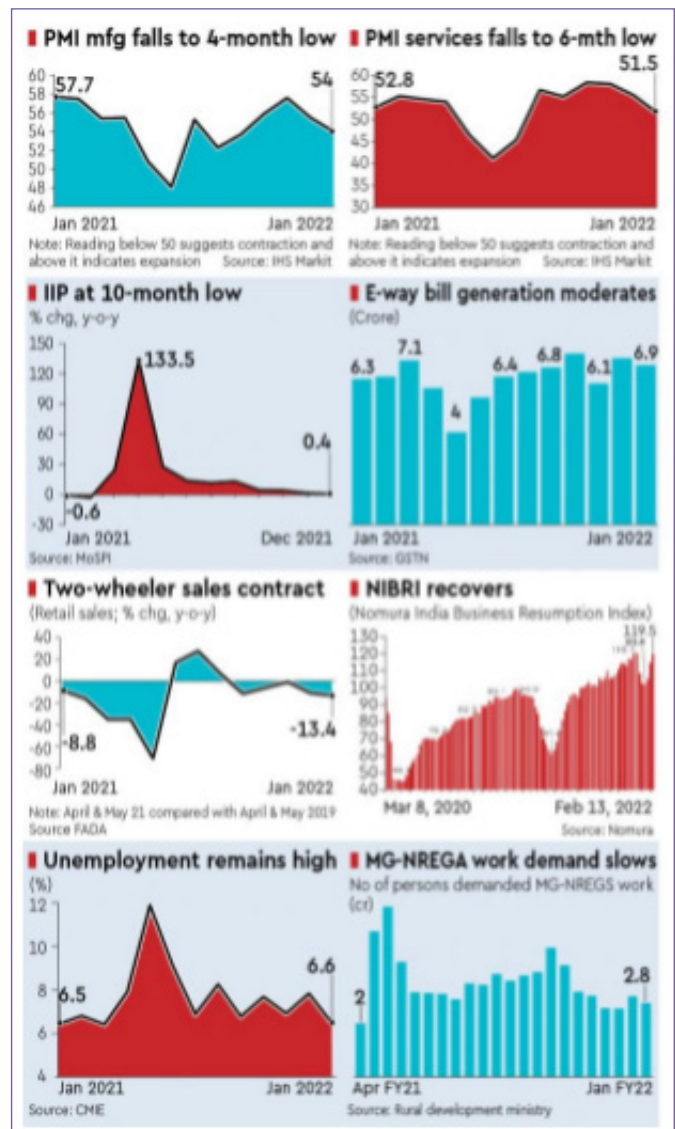 PMI mfg falls to 4-month low
60
58
56
54
52
50
48
46
57.7
54
Jan 2021
Jan 2022
Note: Reading below 50 suggests contraction and
above it indicates expansion Source: IHS Markit
PMI services falls to 6-mth low
60
55
50
45
40
35
30
52.8
51.5
Jan 2021
Jan 2022
Note: Reading below 50 suggests contraction and
above it indicates expansion Source: IHS Markit
IIP at 10-month low
% chg, y-o-y
150
120
90
60
30
0
-30
133.5
0.4
-0.6
Jan 2021
Dec 2021
Source: MoSPI
E-way bill generation moderates
(Crore)
6.3
7.1
4
6.4
6.8
6.1
6.9
Jan 2021
Jan 2022
Source: GSTN
Two-wheeler sales contract
(Retail sales; % chg, y-o-y)
40
20
0
-20
-40
-60
-80
-8.8
-13.4
Jan 2021
Jan 2022
Note: April & May 21 compared with April & May 2019
Source FADA
NIBRI recovers
(Nomura India Business Resumption Index)
130
120
110
100
90
80
70
60
50
40
119.5
Mar 8, 2020
Feb 13, 2022
Source: Nomura
Unemployment remains high
(%)
12
10
8
6
4
6.5
6.6
Jan 2021
Jan 2022
Source: CMIE
MG-NREGA work demand slows
No of persons demanded MG-NREGS work
(cr)
2
2.8
Apr FY21
Jan FY22
Source: Rural development ministry